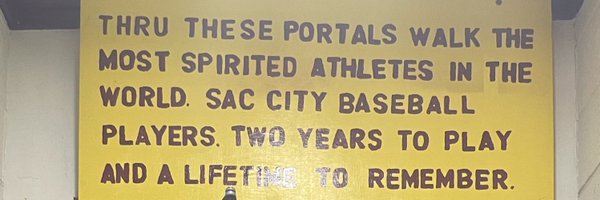 THRU THESE PORTALS WALK THE
MOST SPIRITED ATHLETES IN THE
WORLD. SAC CITY BASEBALL
PLAYERS. TWO YEARS TO PLAY
AND A LIFETIME TO REMEMBER.